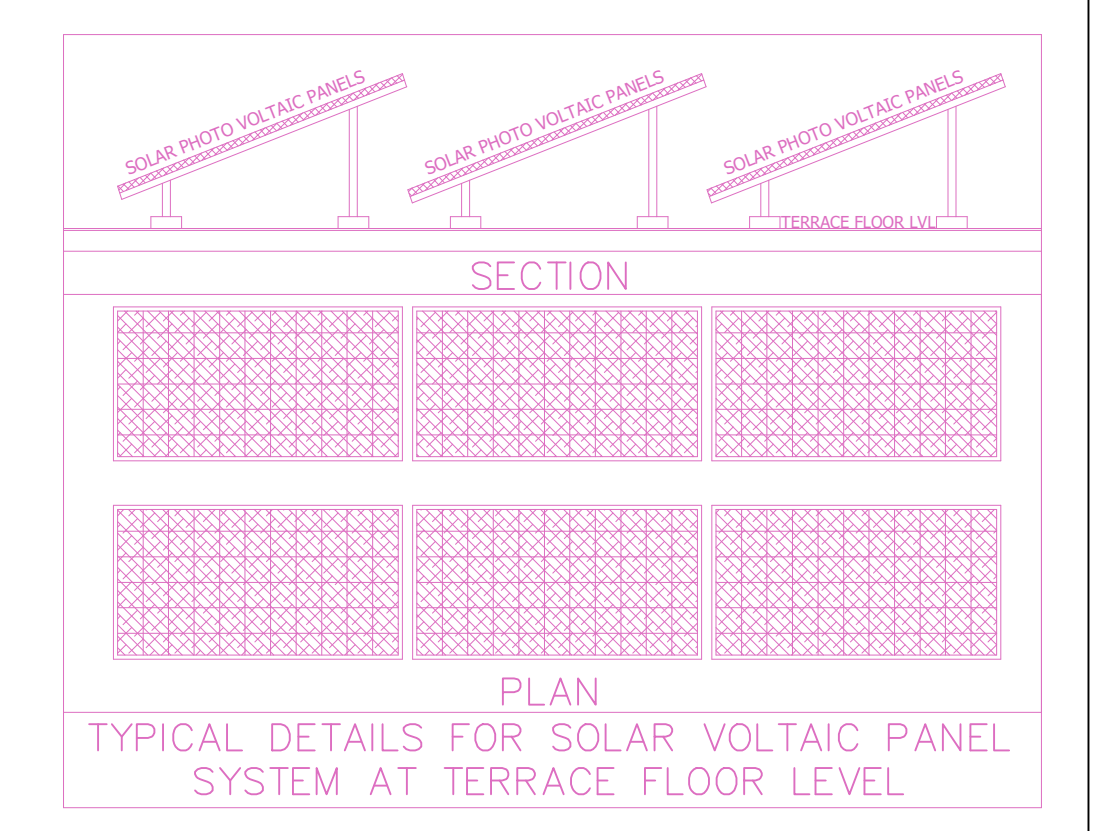 SOLAR PHOTO VOLTAIC PANELS
SOLAR PHOTO VOLTAIC PANELS
SOLAR PHOTO VOLTAIC PANELS
TERRACE FLOOR LVL
SECTION
PLAN
TYPICAL DETAILS FOR SOLAR VOLTAIC PANEL
SYSTEM AT TERRACE FLOOR LEVEL